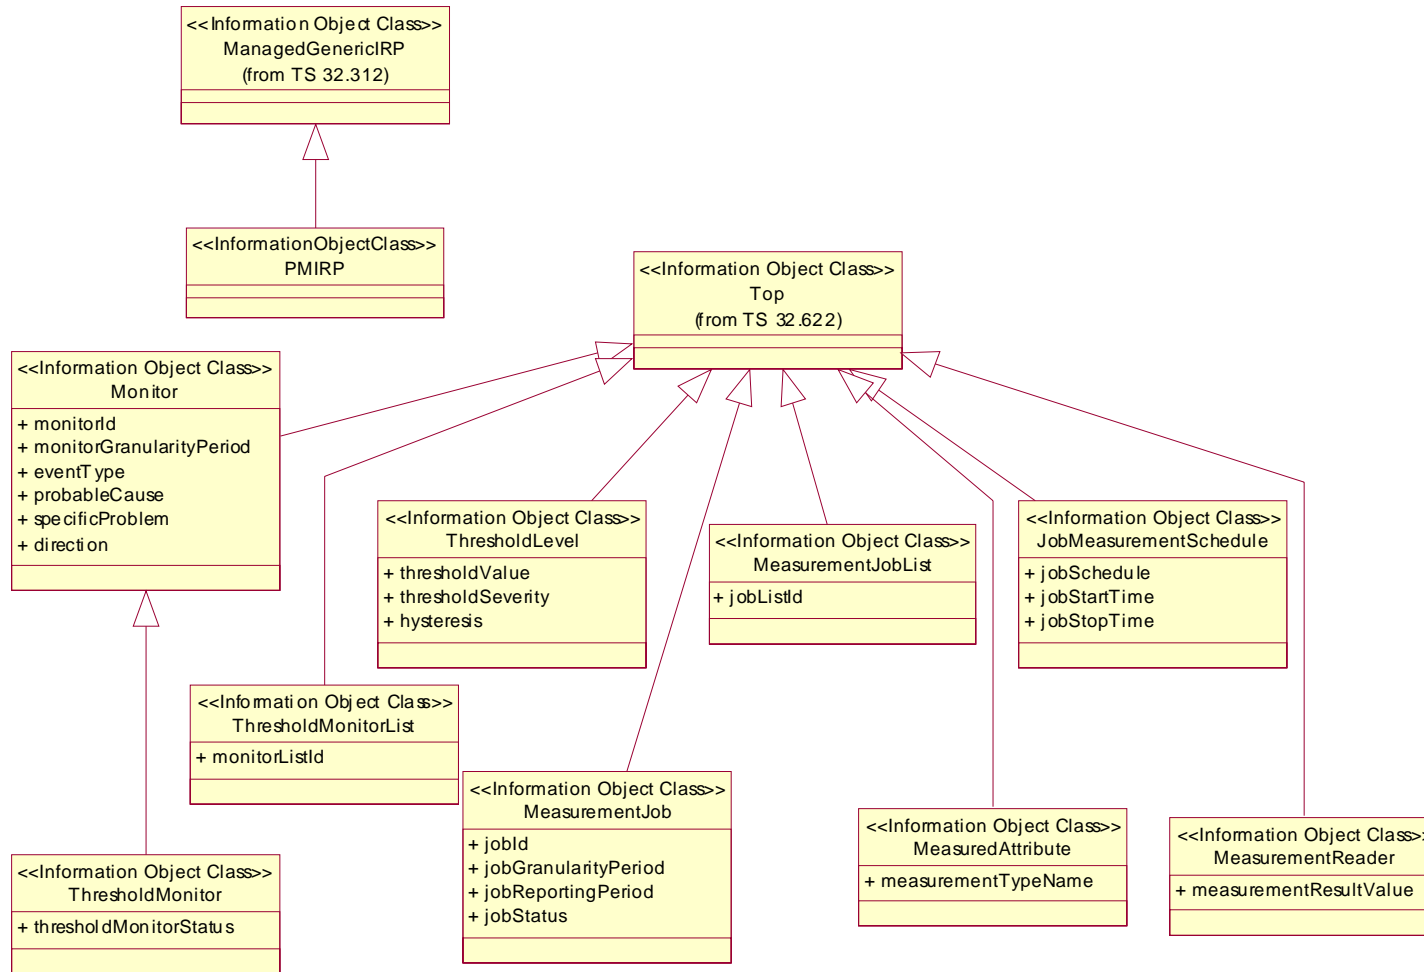 <<Information Object Class>>
ManagedGenericIRP
(from TS 32.312)
<<InformationObjectClass>>
PMIRP
<<Information Object Class>>
Top
(from TS 32.622)
<<Information Object Class>>
Monitor
+ monitorId
+ monitorGranularityPeriod
+ eventType
+ probableCause
+ specificProblem
+ direction
<<Information Object Class>>
ThresholdLevel
+ thresholdValue
+ thresholdSeverity
+ hysteresis
<<Information Object Class>>
MeasurementJobList
+ jobListId
<<Information Object Class>>
JobMeasurementSchedule
+ jobSchedule
+ jobStartTime
+ jobStopTime
<<Information Object Class>>
ThresholdMonitorList
+ monitorListId
<<Information Object Class>>
MeasurementJob
+ jobId
+ jobGranularityPeriod
+ jobReportingPeriod
+ jobStatus
<<Information Object Class>>
MeasuredAttribute
+ measurementTypeName
<<Information Object Class>>
MeasurementReader
+ measurementResultValue
<<Information Object Class>>
ThresholdMonitor
+ thresholdMonitorStatus